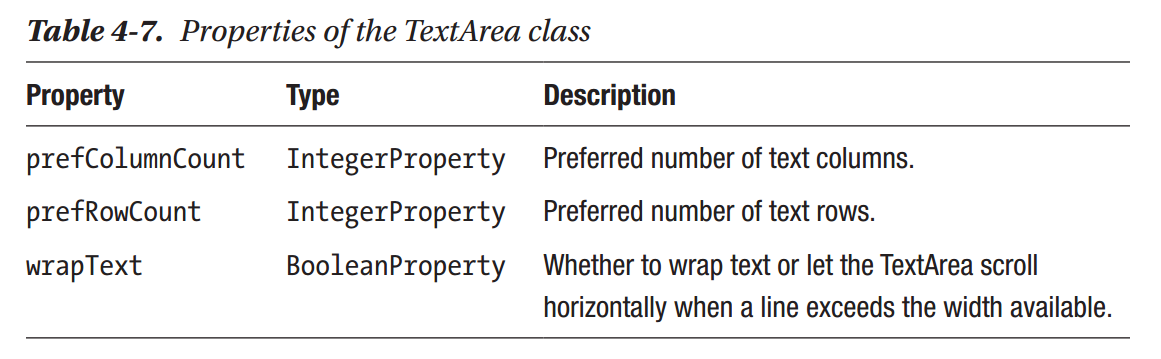 Table 4-7. Properties of the TextArea class
Property Type Description
prefColumnCount IntegerProperty Preferred number of text columns.
prefRowCount IntegerProperty Preferred number of text rows.
wrapText BooleanProperty Whether to wrap text or let the TextArea scroll
horizontally when a line exceeds the width available.